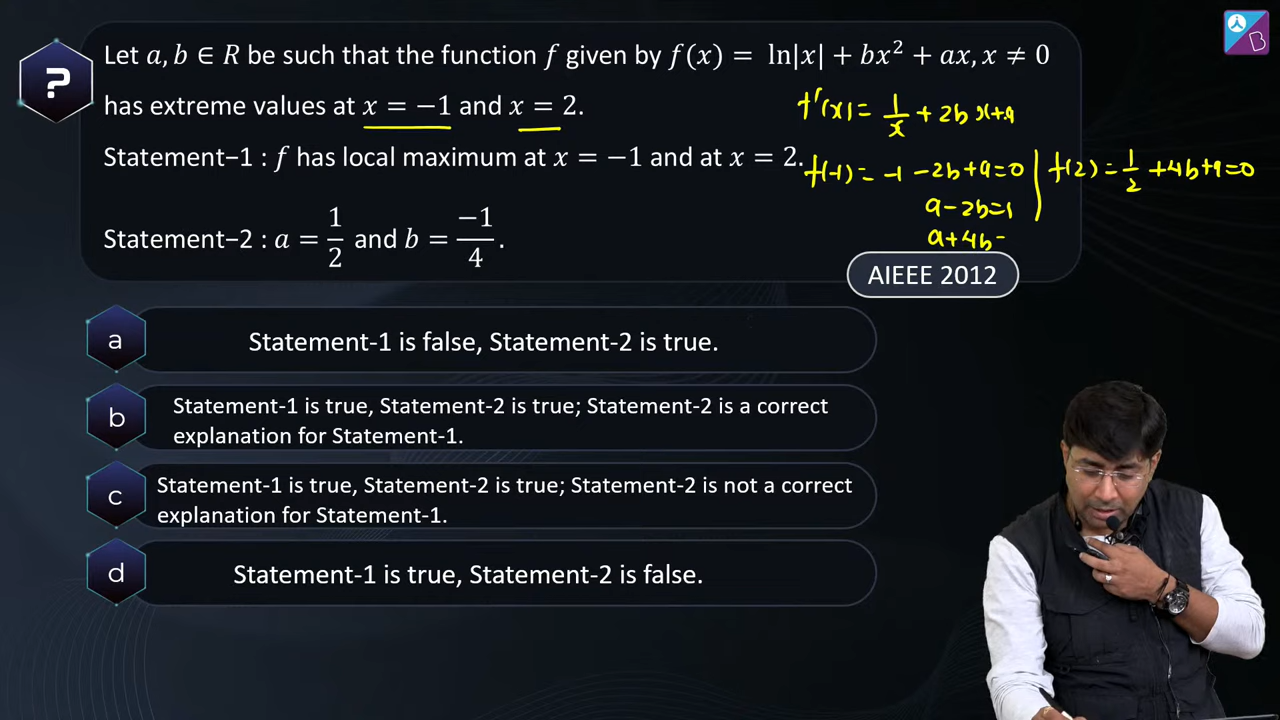 ?
Let a, b ∈ R be such that the function f given by f(x) = ln|x| + bx² + ax, x ≠ 0
has extreme values at x = −1 and x = 2.
f'(x) = 1/x + 2bx+a
Statement−1 : f has local maximum at x = −1 and at x = 2.
f(-1) = -1 -2b+a=0 | f(2) = 1/2 +4b+a=0
a-2b=1
a+4b -
Statement−2 : a = 1/2 and b = −1/4.
AIEEE 2012
a Statement-1 is false, Statement-2 is true.
b Statement-1 is true, Statement-2 is true; Statement-2 is a correct
explanation for Statement-1.
c Statement-1 is true, Statement-2 is true; Statement-2 is not a correct
explanation for Statement-1.
d Statement-1 is true, Statement-2 is false.
B